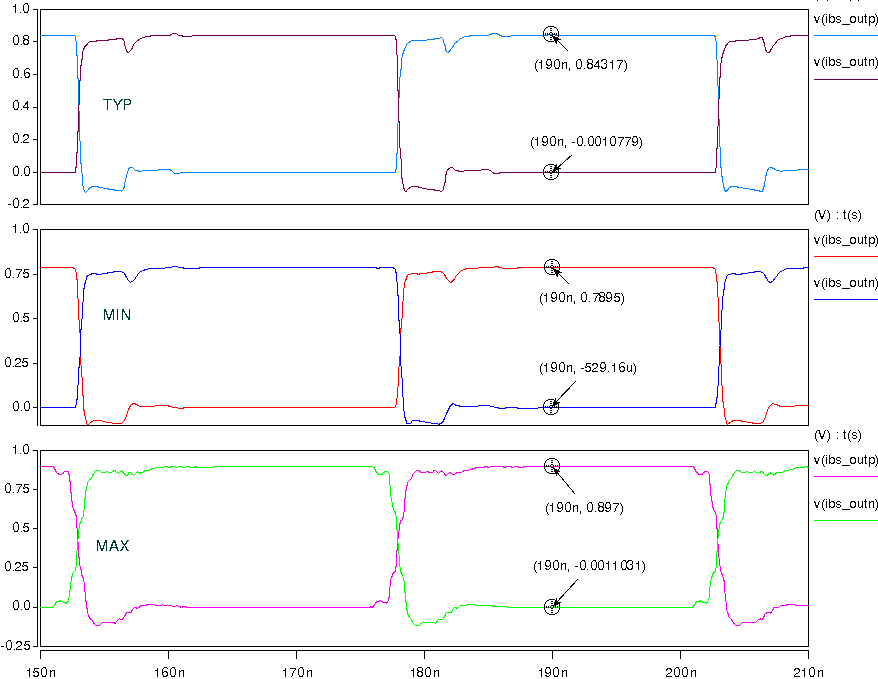 1.0
v(ibs_outp)
0.8
v(ibs_outn)
(190n, 0.84317)
0.6
TYP
0.4
(190n, -0.0010779)
0.2
0.0
-0.2
(V) : t(s)
1.0
v(ibs_outp)
0.75
v(ibs_outn)
(190n, 0.7895)
MIN
0.5
0.25
(190n, -529.16u)
0.0
(V) : t(s)
1.0
v(ibs_outp)
0.75
v(ibs_outn)
(190n, 0.897)
0.5
MAX
0.25
(190n, -0.0011031)
0.0
-0.25
150n 160n 170n 180n 190n 200n 210n